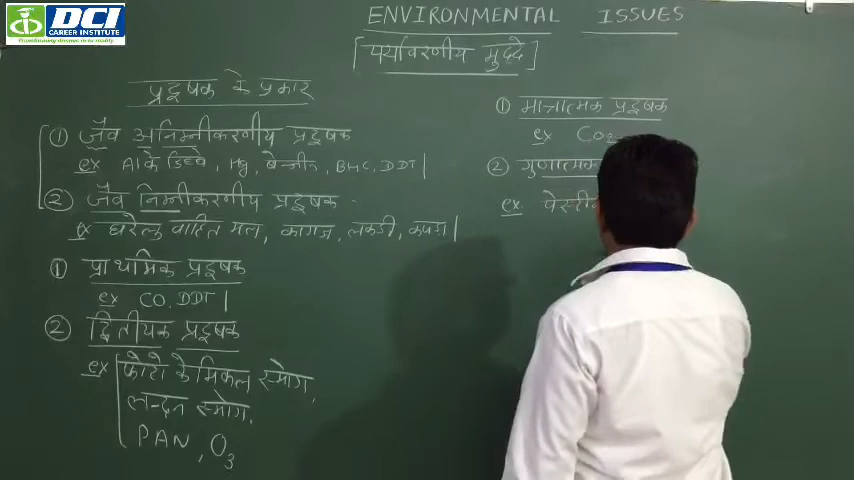 DCI
CAREER INSTITUTE
ENVIRONMENTAL ISSUES
[पर्यावरणीय मुद्दे]
प्रदूषक के प्रकार
① जैव अनिम्नीकरणीय प्रदूषक
ex Al के डिब्बे, Hg, बेन्जीन, BHC, DDT|
② जैव निम्नीकरणीय प्रदूषक
ex घरेलु वाहित मल, कागज, लकडी, कपडा|
① प्राथमिक प्रदूषक
ex CO, DDT|
② द्वितीयक प्रदूषक
ex फोटो केमिकल स्मोग,
लन्दन स्मोग,
PAN, O3
① मात्रात्मक प्रदूषक
ex CO2
② गुणात्मक
ex.